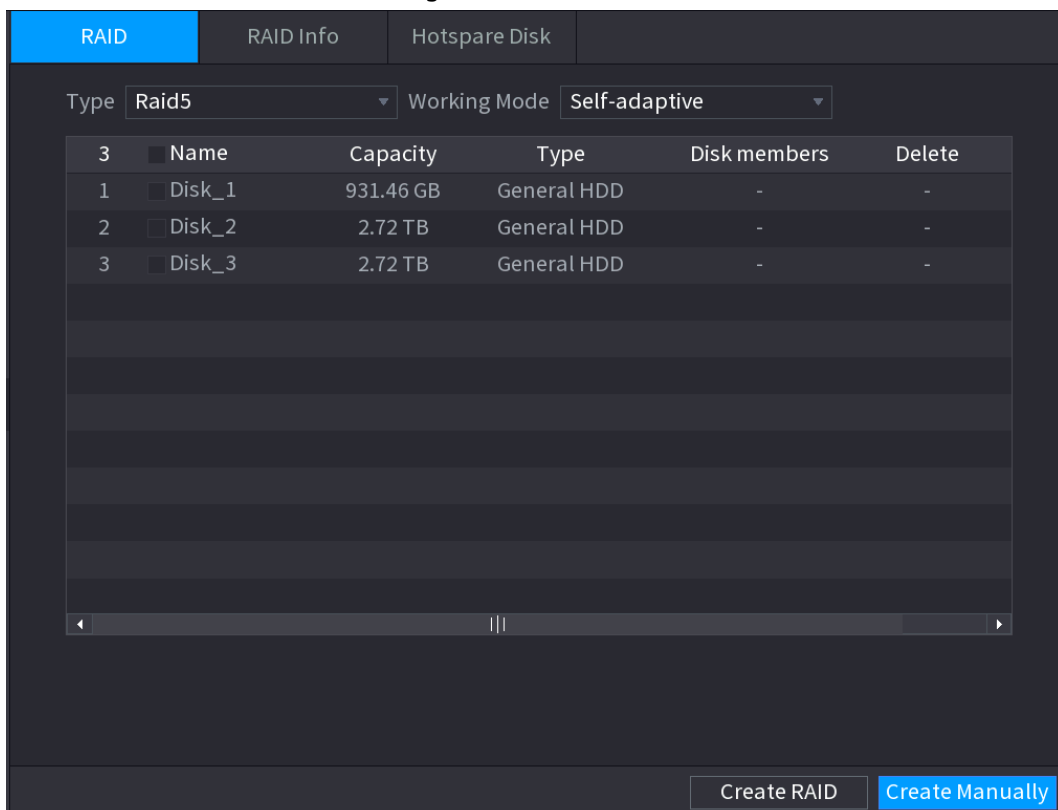 RAID RAID Info Hotspare Disk
Type Raid5 Working Mode Self-adaptive
3 Name Capacity Type Disk members Delete
1 Disk_1 931.46 GB General HDD - -
2 Disk_2 2.72 TB General HDD - -
3 Disk_3 2.72 TB General HDD - -
Create RAID Create Manually